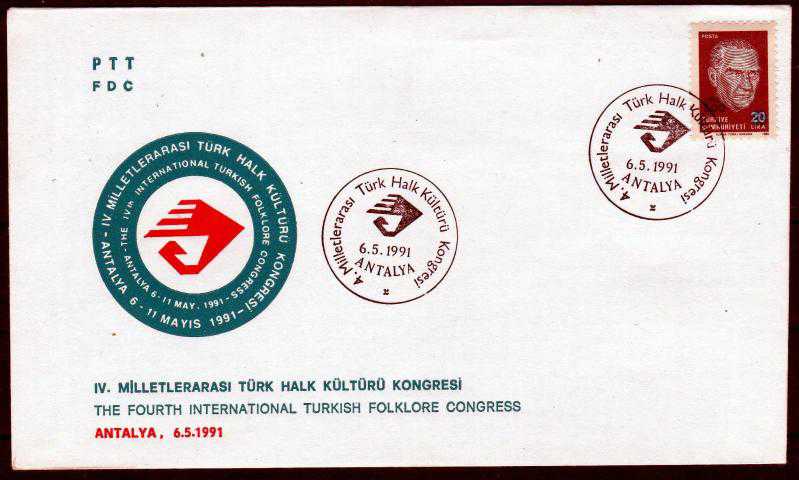 PTT
FDC
POSTA
20
TÜRKİYE
CUMHURİYETİ LİRA
4. Milletlerarası Türk Halk Kültürü Kongresi
6.5.1991
ANTALYA
IV. MİLLETLERARASI TÜRK HALK KÜLTÜRÜ KONGRESİ
- ANTALYA 6 - 11 MAYIS 1991 -
- THE IVth INTERNATIONAL TURKISH FOLKLORE CONGRESS -
ANTALYA 6 - 11 MAY. 1991
4. Milletlerarası Türk Halk Kültürü Kongresi
6.5.1991
ANTALYA
IV. MİLLETLERARASI TÜRK HALK KÜLTÜRÜ KONGRESİ
THE FOURTH INTERNATIONAL TURKISH FOLKLORE CONGRESS
ANTALYA, 6.5.1991